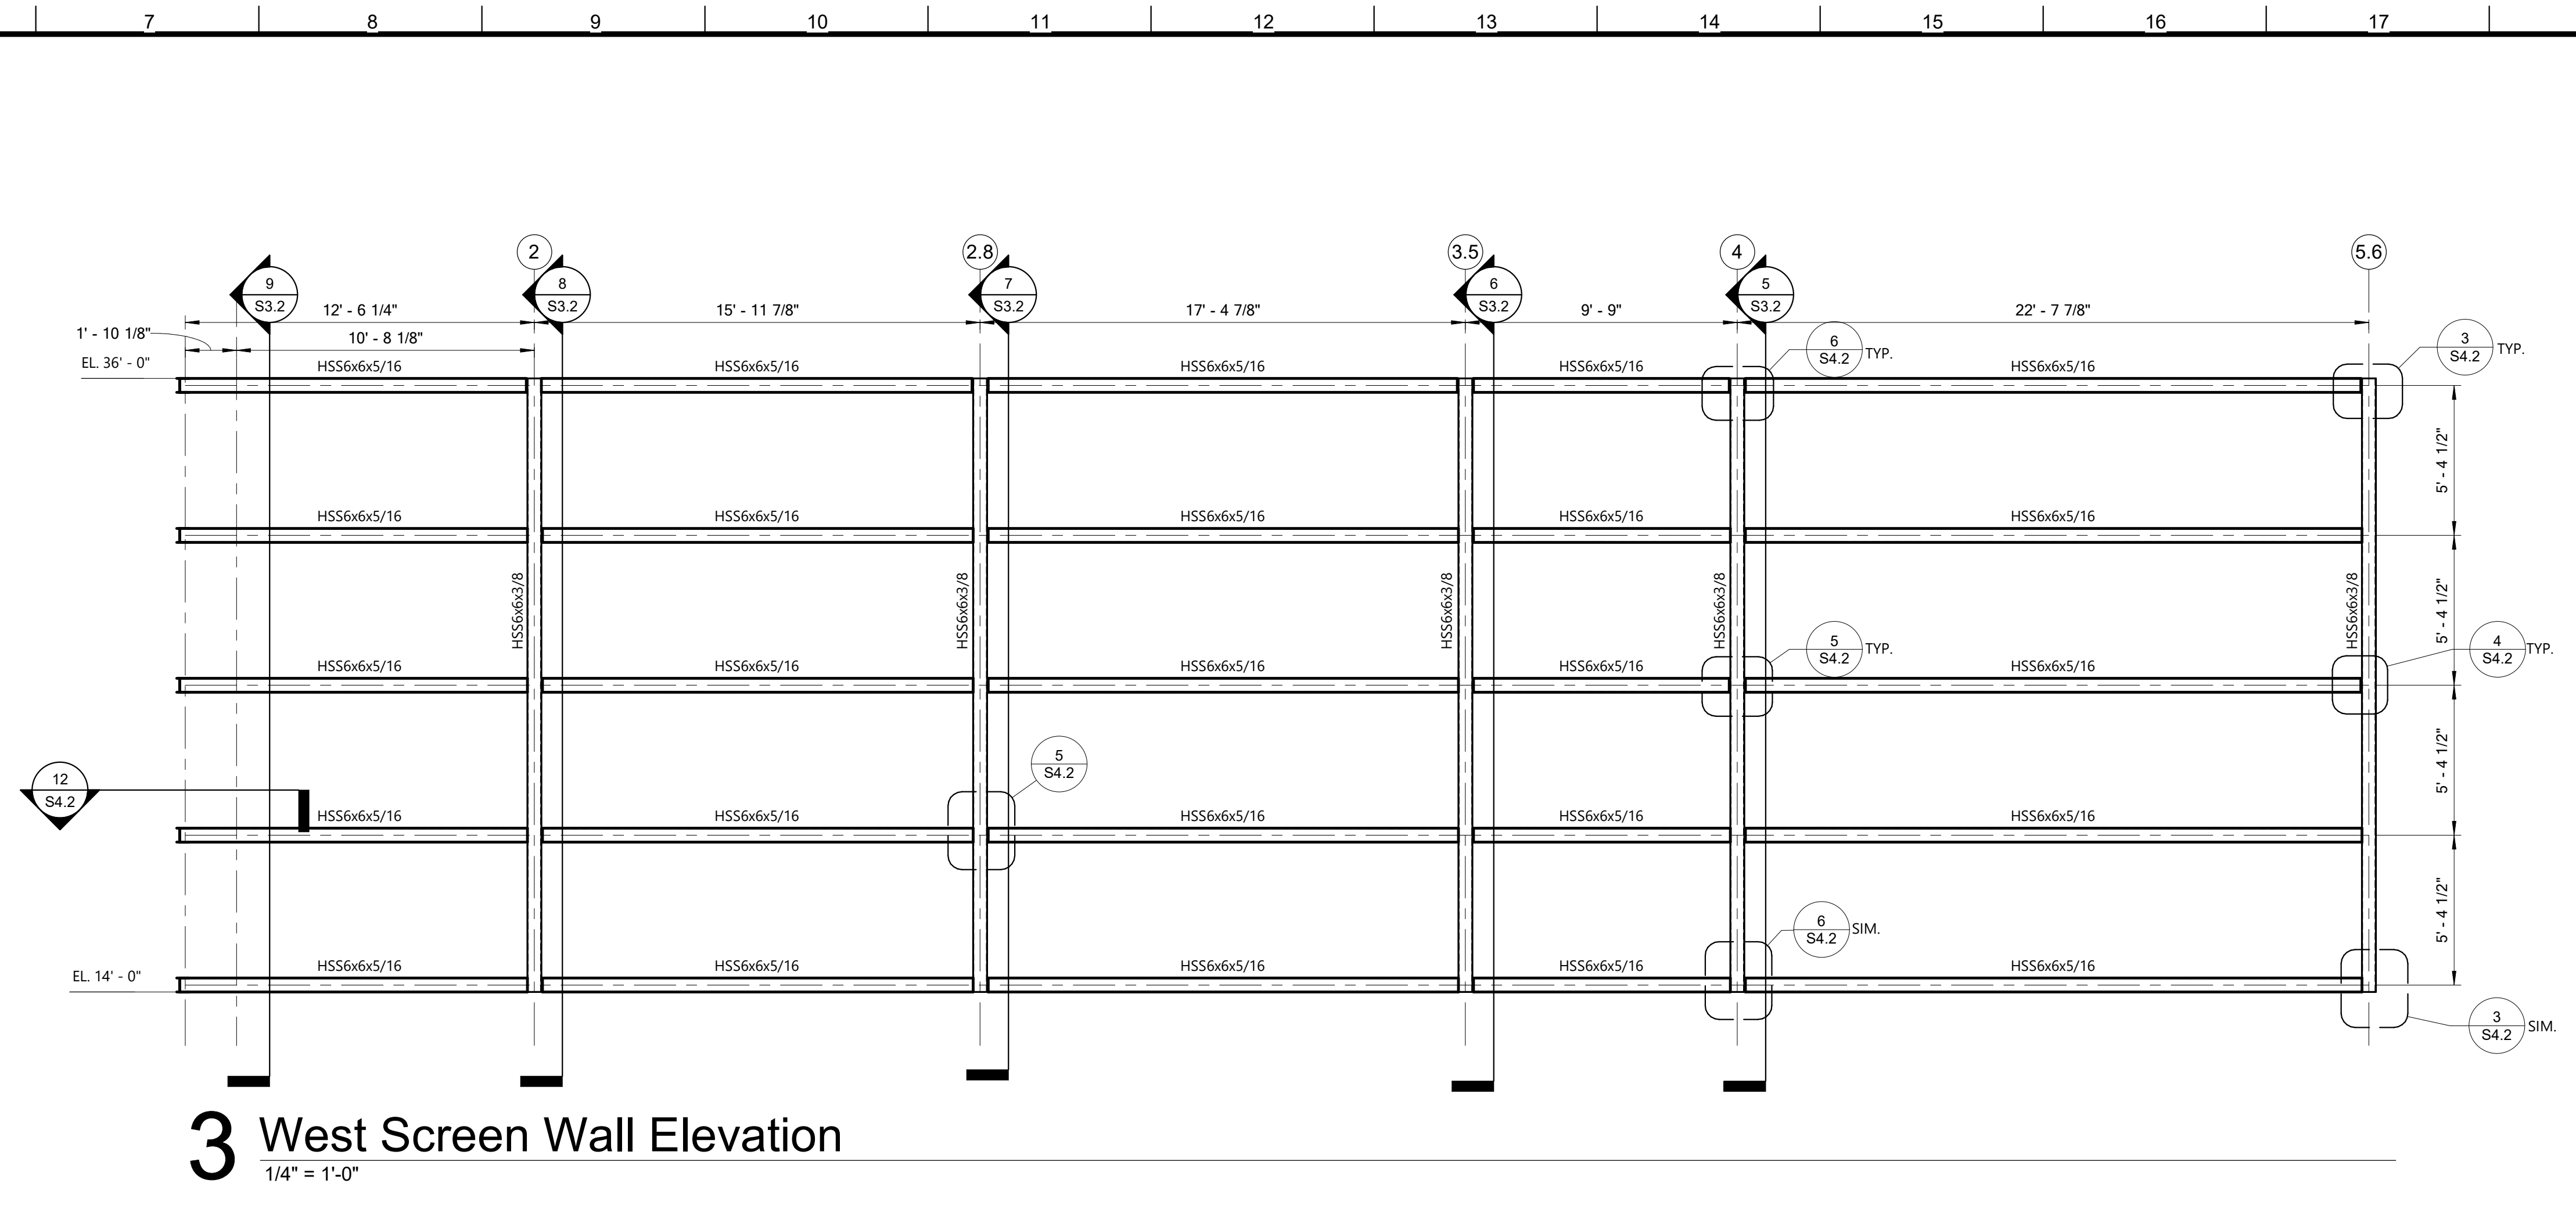 7 8 9 10 11 12 13 14 15 16 17
2 2.8 3.5 4 5.6
9 8 7 6 5
S3.2 S3.2 S3.2 S3.2 S3.2
12' - 6 1/4" 15' - 11 7/8" 17' - 4 7/8" 9' - 9" 22' - 7 7/8"
1' - 10 1/8" 10' - 8 1/8"
6
S4.2 TYP.
3
S4.2 TYP.
EL. 36' - 0"
HSS6x6x5/16 HSS6x6x5/16 HSS6x6x5/16 HSS6x6x5/16 HSS6x6x5/16
5' - 4 1/2"
HSS6x6x5/16 HSS6x6x5/16 HSS6x6x5/16 HSS6x6x5/16 HSS6x6x5/16
HSS6x6x3/8 HSS6x6x3/8 HSS6x6x3/8 HSS6x6x3/8 HSS6x6x3/8
5' - 4 1/2"
5
S4.2 TYP.
4
S4.2 TYP.
HSS6x6x5/16 HSS6x6x5/16 HSS6x6x5/16 HSS6x6x5/16 HSS6x6x5/16
5' - 4 1/2"
5
S4.2
12
S4.2
HSS6x6x5/16 HSS6x6x5/16 HSS6x6x5/16 HSS6x6x5/16 HSS6x6x5/16
5' - 4 1/2"
6
S4.2 SIM.
EL. 14' - 0"
HSS6x6x5/16 HSS6x6x5/16 HSS6x6x5/16 HSS6x6x5/16 HSS6x6x5/16
3
S4.2 SIM.
3 West Screen Wall Elevation
1/4" = 1'-0"